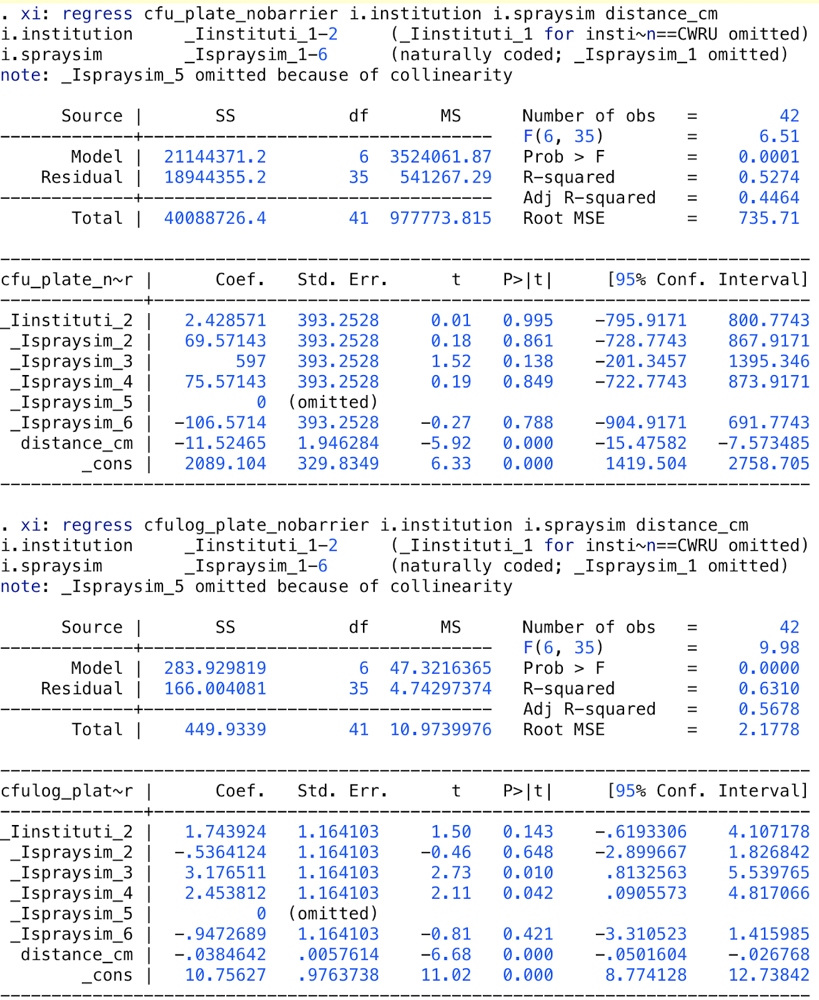 . xi: regress cfu_plate_nobarrier i.institution i.spraysim distance_cm
i.institution     _Iinstituti_1-2     (_Iinstituti_1 for insti~n==CWRU omitted)
i.spraysim        _Ispraysim_1-6      (naturally coded; _Ispraysim_1 omitted)
note: _Ispraysim_5 omitted because of collinearity

      Source |       SS           df       MS      Number of obs   =        42
-------------+----------------------------------   F(6, 35)        =      6.51
       Model |  21144371.2         6  3524061.87   Prob > F        =    0.0001
    Residual |  18944355.2        35   541267.29   R-squared       =    0.5274
-------------+----------------------------------   Adj R-squared   =    0.4464
       Total |  40088726.4        41  977773.815   Root MSE        =    735.71

-------------------------------------------------------------------------------
cfu_plate_n~r |      Coef.   Std. Err.      t    P>|t|     [95% Conf. Interval]
--------------+----------------------------------------------------------------
_Iinstituti_2 |   2.428571   393.2528     0.01   0.995    -795.9171    800.7743
 _Ispraysim_2 |   69.57143   393.2528     0.18   0.861    -728.7743    867.9171
 _Ispraysim_3 |        597   393.2528     1.52   0.138    -201.3457    1395.346
 _Ispraysim_4 |   75.57143   393.2528     0.19   0.849    -722.7743    873.9171
 _Ispraysim_5 |          0  (omitted)
 _Ispraysim_6 |  -106.5714   393.2528    -0.27   0.788    -904.9171    691.7743
  distance_cm |  -11.52465   1.946284    -5.92   0.000    -15.47582   -7.573485
        _cons |   2089.104   329.8349     6.33   0.000     1419.504    2758.705
-------------------------------------------------------------------------------

. xi: regress cfulog_plate_nobarrier i.institution i.spraysim distance_cm
i.institution     _Iinstituti_1-2     (_Iinstituti_1 for insti~n==CWRU omitted)
i.spraysim        _Ispraysim_1-6      (naturally coded; _Ispraysim_1 omitted)
note: _Ispraysim_5 omitted because of collinearity

      Source |       SS           df       MS      Number of obs   =        42
-------------+----------------------------------   F(6, 35)        =      9.98
       Model |  283.929819         6  47.3216365   Prob > F        =    0.0000
    Residual |  166.004081        35  4.74297374   R-squared       =    0.6310
-------------+----------------------------------   Adj R-squared   =    0.5678
       Total |    449.9339        41  10.9739976   Root MSE        =    2.1778

-------------------------------------------------------------------------------
cfulog_plat~r |      Coef.   Std. Err.      t    P>|t|     [95% Conf. Interval]
--------------+----------------------------------------------------------------
_Iinstituti_2 |   1.743924   1.164103     1.50   0.143    -.6193306    4.107178
 _Ispraysim_2 |  -.5364124   1.164103    -0.46   0.648    -2.899667    1.826842
 _Ispraysim_3 |   3.176511   1.164103     2.73   0.010     .8132563    5.539765
 _Ispraysim_4 |   2.453812   1.164103     2.11   0.042     .0905573    4.817066
 _Ispraysim_5 |          0  (omitted)
 _Ispraysim_6 |  -.9472689   1.164103    -0.81   0.421    -3.310523    1.415985
  distance_cm |  -.0384642   .0057614    -6.68   0.000    -.0501604    -.026768
        _cons |   10.75627   .9763738    11.02   0.000     8.774128    12.73842
-------------------------------------------------------------------------------